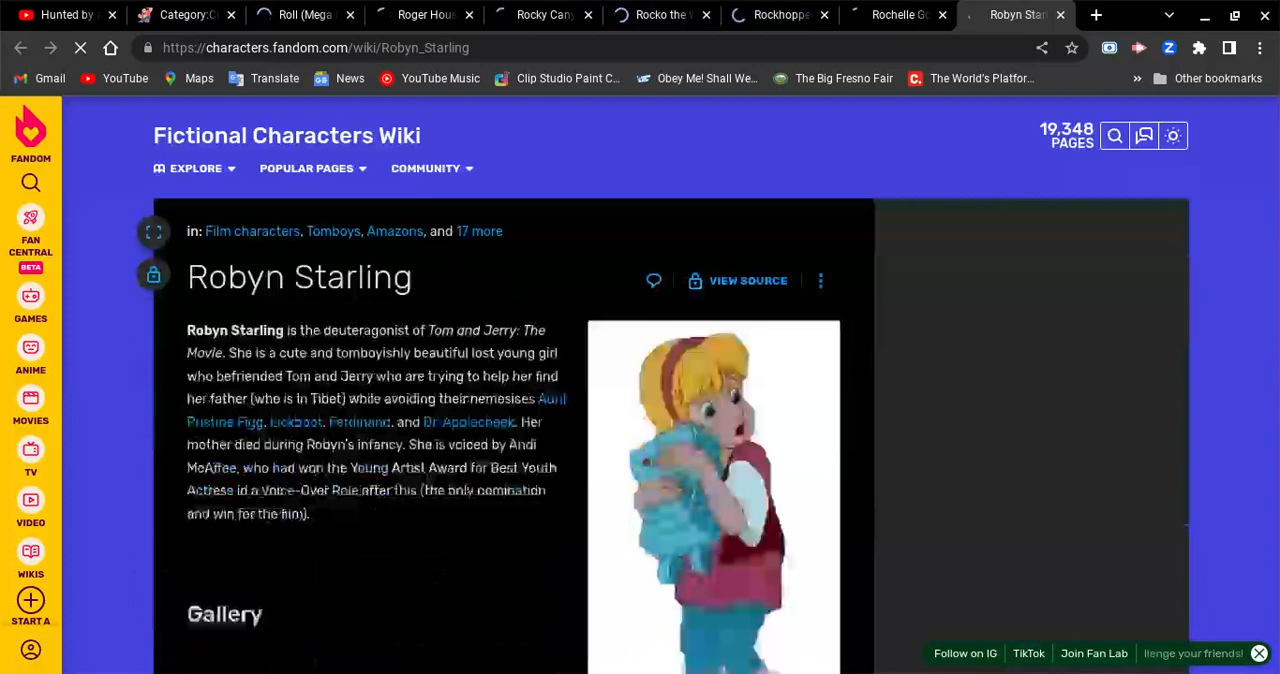 Hunted by a
Category:C
Roll (Mega
Roger Hous
Rocky Cany
Rocko the w
Rockhoppe
Rochelle Go
Robyn Starl
https://characters.fandom.com/wiki/Robyn_Starling
Gmail
YouTube
Maps
Translate
News
YouTube Music
Clip Studio Paint C...
Obey Me! Shall We...
The Big Fresno Fair
The World's Platfor...
» Other bookmarks
FANDOM
FAN
CENTRAL
BETA
GAMES
ANIME
MOVIES
TV
VIDEO
WIKIS
START A
Fictional Characters Wiki
19,348
PAGES
EXPLORE
POPULAR PAGES
COMMUNITY
in: Film characters, Tomboys, Amazons, and 17 more
Robyn Starling
VIEW SOURCE
Robyn Starling is the deuteragonist of Tom and Jerry: The
Movie. She is a cute and tomboyishly beautiful lost young girl
who befriended Tom and Jerry who are trying to help her find
her father (who is in Tibet) while avoiding their nemesises Aunt
Pristine Figg, Lickboot, Ferdinand, and Dr Applecheek. Her
mother died during Robyn's infancy. She is voiced by Andi
McAfee, who had won the Young Artist Award for Best Youth
Actress in a Voice-Over Role after this (the only nomination
and win for the film).
Gallery
Follow on IG
TikTok
Join Fan Lab
llenge your friends!